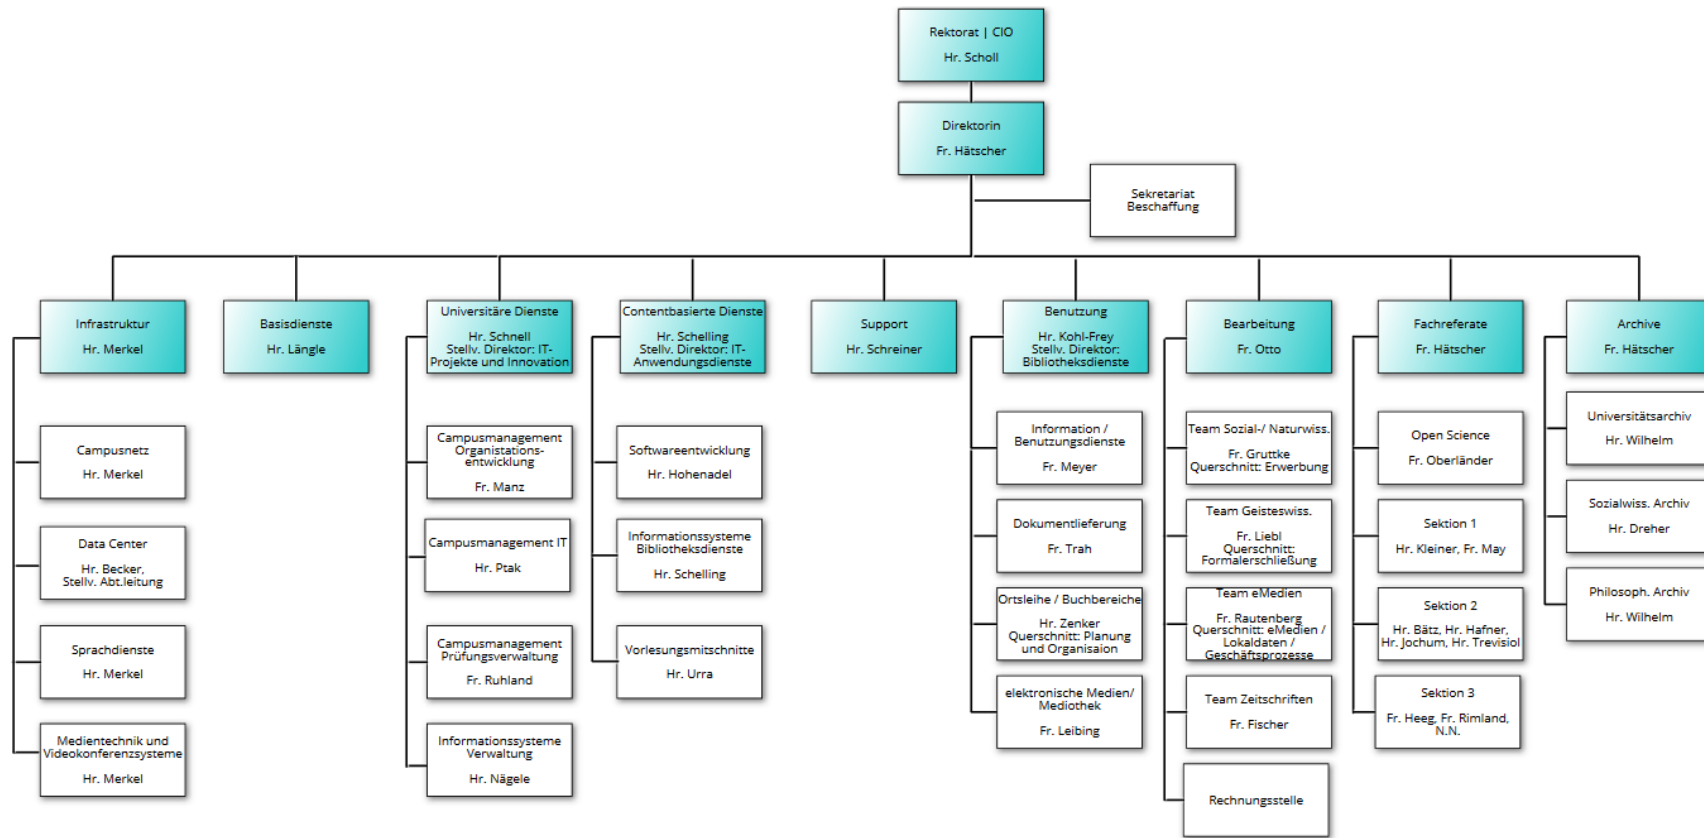 Rektorat | CIO
Hr. Scholl
Direktorin
Fr. Hätscher
Sekretariat
Beschaffung
Infrastruktur
Hr. Merkel
Campusnetz
Hr. Merkel
Data Center
Hr. Becker,
Stellv. Abt.leitung
Sprachdienste
Hr. Merkel
Medientechnik und
Videokonferenzsysteme
Hr. Merkel
Basisdienste
Hr. Längle
Universitäre Dienste
Hr. Schnell
Stellv. Direktor: IT-
Projekte und Innovation
Campusmanagement
Organistations-
entwicklung
Fr. Manz
Campusmanagement IT
Hr. Ptak
Campusmanagement
Prüfungsverwaltung
Fr. Ruhland
Informationssysteme
Verwaltung
Hr. Nägele
Contentbasierte Dienste
Hr. Schelling
Stellv. Direktor: IT-
Anwendungsdienste
Softwareentwicklung
Hr. Hohenadel
Informationssysteme
Bibliotheksdienste
Hr. Schelling
Vorlesungsmitschnitte
Hr. Urra
Support
Hr. Schreiner
Benutzung
Hr. Kohl-Frey
Stellv. Direktor:
Bibliotheksdienste
Information /
Benutzungsdienste
Fr. Meyer
Dokumentlieferung
Fr. Trah
Ortsleihe / Buchbereiche
Hr. Zenker
Querschnitt: Planung
und Organisaion
elektronische Medien/
Mediothek
Fr. Leibing
Bearbeitung
Fr. Otto
Team Sozial-/ Naturwiss.
Fr. Gruttke
Querschnitt: Erwerbung
Team Geisteswiss.
Fr. Liebl
Querschnitt:
Formalerschließung
Team eMedien
Fr. Rautenberg
Querschnitt: eMedien /
Lokaldaten /
Geschäftsprozesse
Team Zeitschriften
Fr. Fischer
Rechnungsstelle
Fachreferate
Fr. Hätscher
Open Science
Fr. Oberländer
Sektion 1
Hr. Kleiner, Fr. May
Sektion 2
Hr. Bätz, Hr. Hafner,
Hr. Jochum, Hr. Trevisiol
Sektion 3
Fr. Heeg, Fr. Rimland,
N.N.
Archive
Fr. Hätscher
Universitätsarchiv
Hr. Wilhelm
Sozialwiss. Archiv
Hr. Dreher
Philosoph. Archiv
Hr. Wilhelm